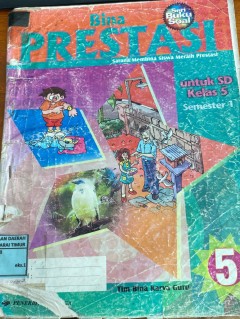 Bina
PRESTASI
Seri
Buku
Soal
Sarana Membina Siswa Meraih Prestasi
untuk SD
Kelas 5
Semester 1
Tim Bina Karya Guru
5
PENERBIT